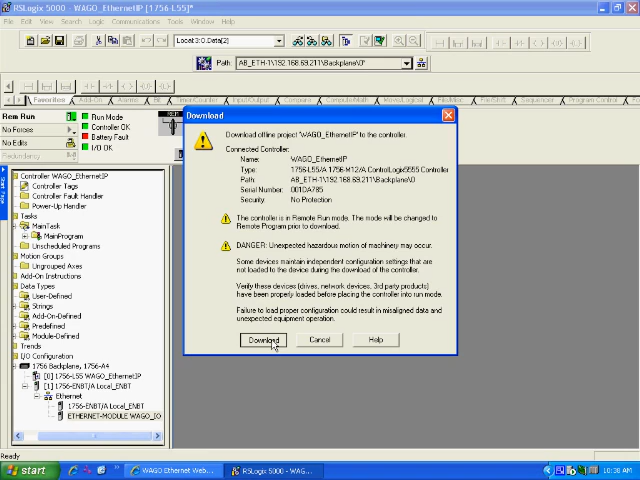 RSLogix 5000 - WAGO_EthernetIP [1756-L55]*
File Edit View Search Logic Communications Tools Window Help
Local:3:O.Data[2]
Path: AB_ETH-1\192.168.69.211\Backplane\0*
Favorites Add-On Alarms Bit Timer/Counter Input/Output Compare Compute/Math Move/Logical File/Misc. File/Shift Sequencer Program Control
Rem Run
Run Mode
No Forces
Controller OK
Battery Fault
No Edits
I/O OK
Redundancy
REM
Start Page
Controller WAGO_EthernetIP
Controller Tags
Controller Fault Handler
Power-Up Handler
Tasks
MainTask
MainProgram
Unscheduled Programs
Motion Groups
Ungrouped Axes
Add-On Instructions
Data Types
User-Defined
Strings
Add-On-Defined
Predefined
Module-Defined
Trends
I/O Configuration
1756 Backplane, 1756-A4
[0] 1756-L55 WAGO_EthernetIP
[1] 1756-ENBT/A Local_ENBT
Ethernet
1756-ENBT/A Local_ENBT
ETHERNET-MODULE WAGO_IO
Download
Download offline project 'WAGO_EthernetIP' to the controller.
Connected Controller:
Name: WAGO_EthernetIP
Type: 1756-L55/A 1756-M12/A ControlLogix5555 Controller
Path: AB_ETH-1\192.168.69.211\Backplane\0
Serial Number: 001DA785
Security: No Protection
The controller is in Remote Run mode. The mode will be changed to
Remote Program prior to download.
DANGER: Unexpected hazardous motion of machinery may occur.
Some devices maintain independent configuration settings that are
not loaded to the device during the download of the controller.
Verify these devices (drives, network devices, 3rd party products)
have been properly loaded before placing the controller into run mode.
Failure to load proper configuration could result in misaligned data and
unexpected equipment operation.
Download Cancel Help
Ready
start
WAGO Ethernet Web...
RSLogix 5000 - WAG...
10:38 AM